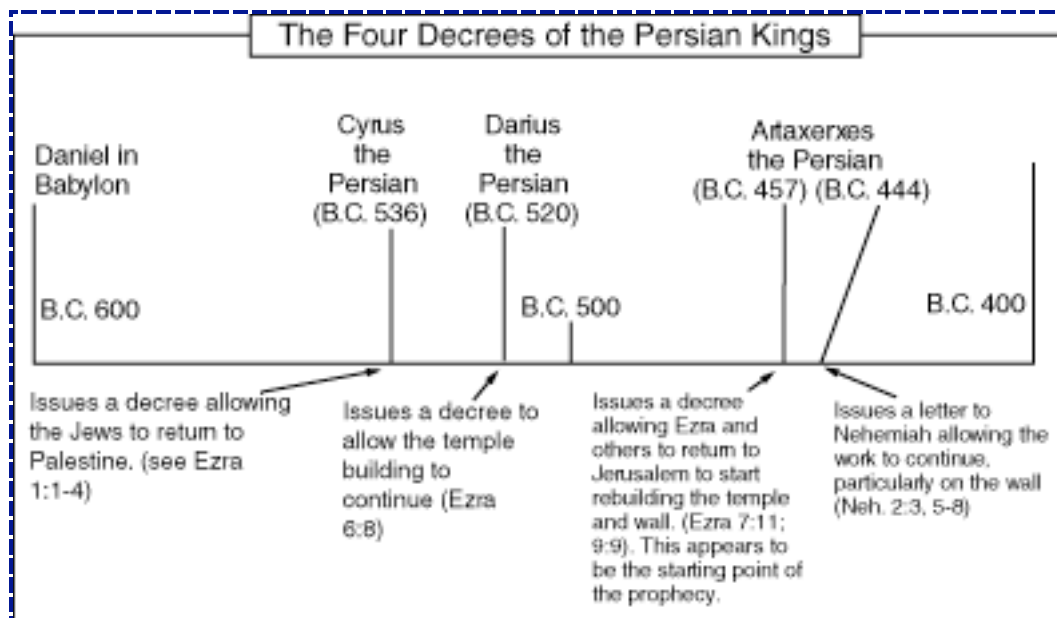 The Four Decrees of the Persian Kings
Daniel in
Babylon
Cyrus
the
Persian
(B.C. 536)
Darius
the
Persian
(B.C. 520)
Artaxerxes
the Persian
(B.C. 457) (B.C. 444)
B.C. 600
B.C. 500
B.C. 400
Issues a decree allowing
the Jews to return to
Palestine. (see Ezra
1:1-4)
Issues a decree to
allow the temple
building to
continue (Ezra
6:8)
Issues a decree
allowing Ezra and
others to return to
Jerusalem to start
rebuilding the temple
and wall. (Ezra 7:11;
9:9). This appears to
be the starting point of
the prophecy.
Issues a letter to
Nehemiah allowing the
work to continue,
particularly on the wall
(Neh. 2:3, 5-8)